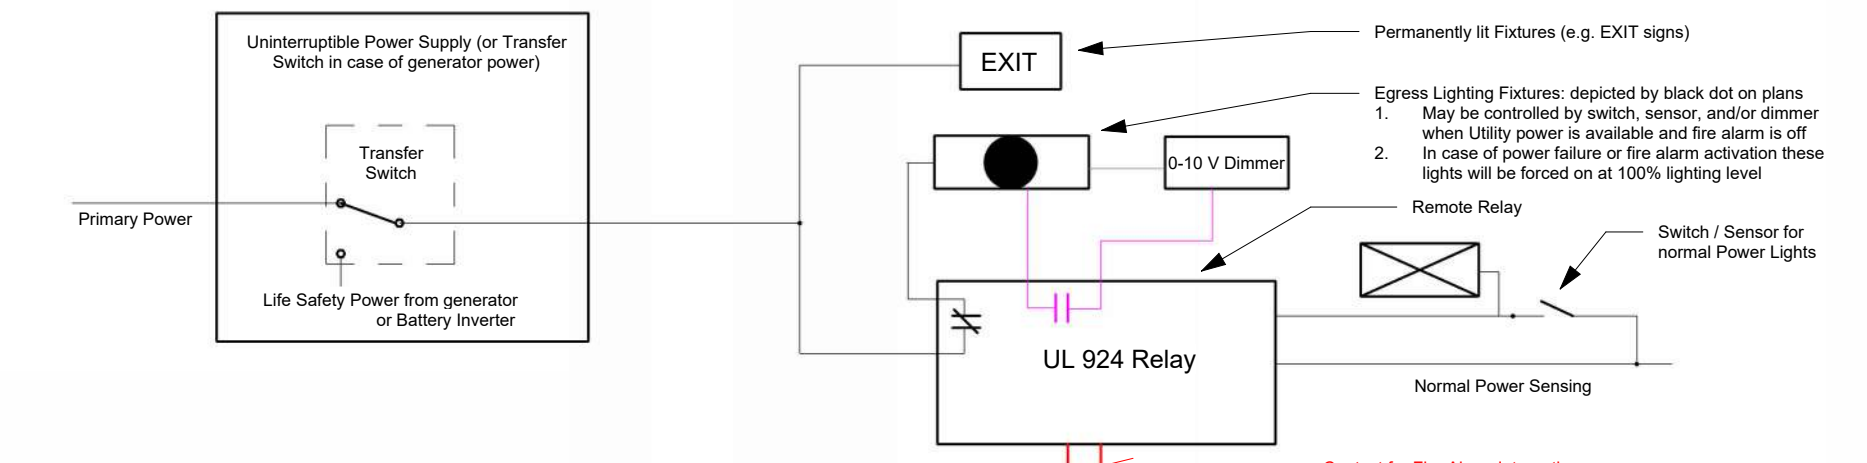 Uninterruptible Power Supply (or Transfer
Switch in case of generator power)
Transfer
Switch
Primary Power
Life Safety Power from generator
or Battery Inverter
EXIT
Permanently lit Fixtures (e.g. EXIT signs)
Egress Lighting Fixtures: depicted by black dot on plans
1. May be controlled by switch, sensor, and/or dimmer
when Utility power is available and fire alarm is off
2. In case of power failure or fire alarm activation these
lights will be forced on at 100% lighting level
0-10 V Dimmer
Remote Relay
Switch / Sensor for
normal Power Lights
UL 924 Relay
Normal Power Sensing